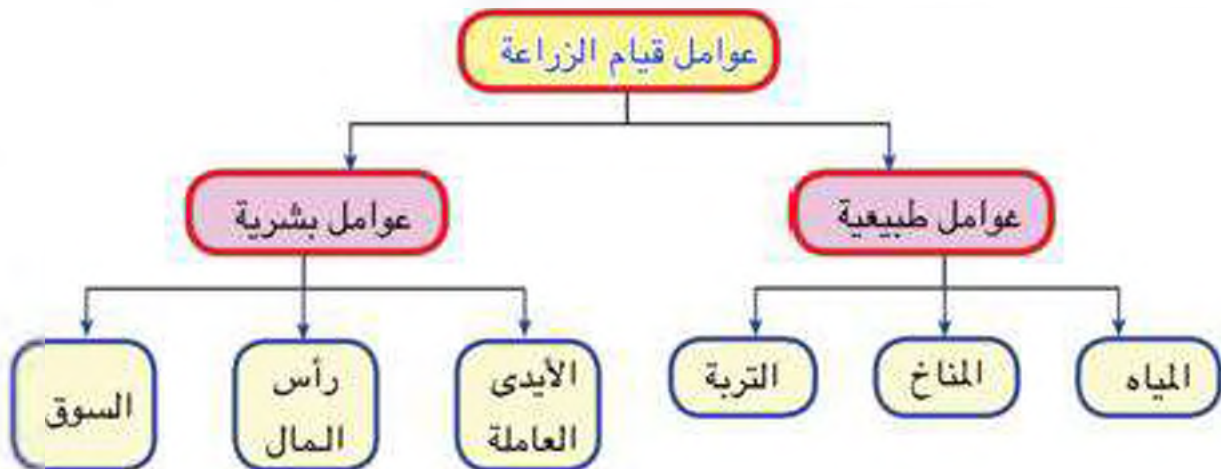 عوامل قيام الزراعة
عوامل طبيعية
عوامل بشرية
المياه
المناخ
التربة
الأيدى
العاملة
رأس
المال
السوق